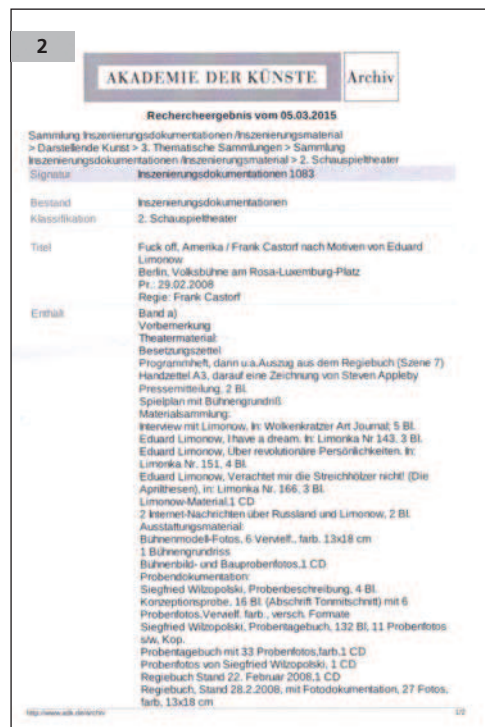 2
AKADEMIE DER KÜNSTE Archiv
Rechercheergebnis vom 05.03.2015
Sammlung Inszenierungsdokumentationen /Inszenierungsmaterial
> Darstellende Kunst > 3. Thematische Sammlungen > Sammlung
Inszenierungsdokumentationen /Inszenierungsmaterial > 2. Schauspieltheater
Signatur Inszenierungsdokumentationen 1083
Bestand Inszenierungsdokumentationen
Klassifikation 2. Schauspieltheater
Titel Fuck off, Amerika / Frank Castorf nach Motiven von Eduard
Limonow
Berlin, Volksbühne am Rosa-Luxemburg-Platz
Pr.: 29.02.2008
Regie: Frank Castorf
Enthält Band a)
Vorbemerkung
Theatermaterial:
Besetzungszettel
Programmheft, dann u.a.Auszug aus dem Regiebuch (Szene 7)
Handzettel A3, darauf eine Zeichnung von Steven Appleby
Pressemitteilung, 2 Bl.
Spielplan mit Bühnengrundriß
Materialsammlung:
Interview mit Limonow. In: Wolkenkratzer Art Journal; 5 Bl.
Eduard Limonow, I have a dream. In: Limonka Nr 143. 3 Bl.
Eduard Limonow, Über revolutionäre Persönlichkeiten. In:
Limonka Nr. 151, 4 Bl.
Eduard Limonow, Verachtet mir die Streichhölzer nicht! (Die
Aprilthesen), in: Limonka Nr. 166, 3 Bl.
Limonow-Material,1 CD
2 Internet-Nachrichten über Russland und Limonow, 2 Bl.
Ausstattungsmaterial:
Bühnenmodell-Fotos, 6 Vervielf., farb. 13x18 cm
1 Bühnengrundriss
Bühnenbild- und Bauprobenfotos,1 CD
Probendokumentation:
Siegfried Wilzopolski, Probenbeschreibung, 4 Bl.
Konzeptionsprobe, 16 Bl. (Abschrift Tonmitschnitt) mit 6
Probenfotos,Vervielf. farb., versch. Formate
Siegfried Wilzopolski, Probentagebuch, 132 Bl, 11 Probenfotos
s/w, Kop.
Probentagebuch mit 33 Probenfotos,farb.1 CD
Probenfotos von Siegfried Wilzopolski, 1 CD
Regiebuch Stand 22. Februar 2008,1 CD
Regiebuch, Stand 28.2.2008, mit Fotodokumentation, 27 Fotos,
farb. 13x18 cm
http://www.adk.de/archiv 1/2